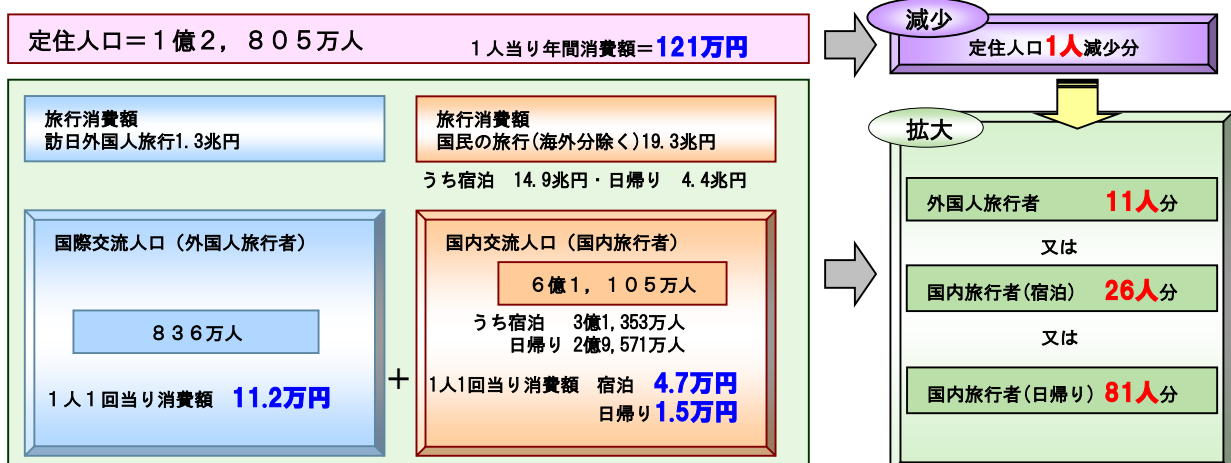 定住人口＝１億２，８０５万人
１人当り年間消費額＝121万円
減少
定住人口1人減少分
旅行消費額
訪日外国人旅行1.3兆円
旅行消費額
国民の旅行(海外分除く)19.3兆円
うち宿泊　14.9兆円・日帰り　4.4兆円
国際交流人口（外国人旅行者）
８３６万人
１人１回当り消費額　11.2万円
＋
国内交流人口（国内旅行者）
６億１，１０５万人
うち宿泊　3億1,353万人
日帰り 2億9,571万人
1人1回当り消費額　宿泊　4.7万円
日帰り1.5万円
拡大
外国人旅行者　11人分
又は
国内旅行者(宿泊)　26人分
又は
国内旅行者(日帰り) 81人分